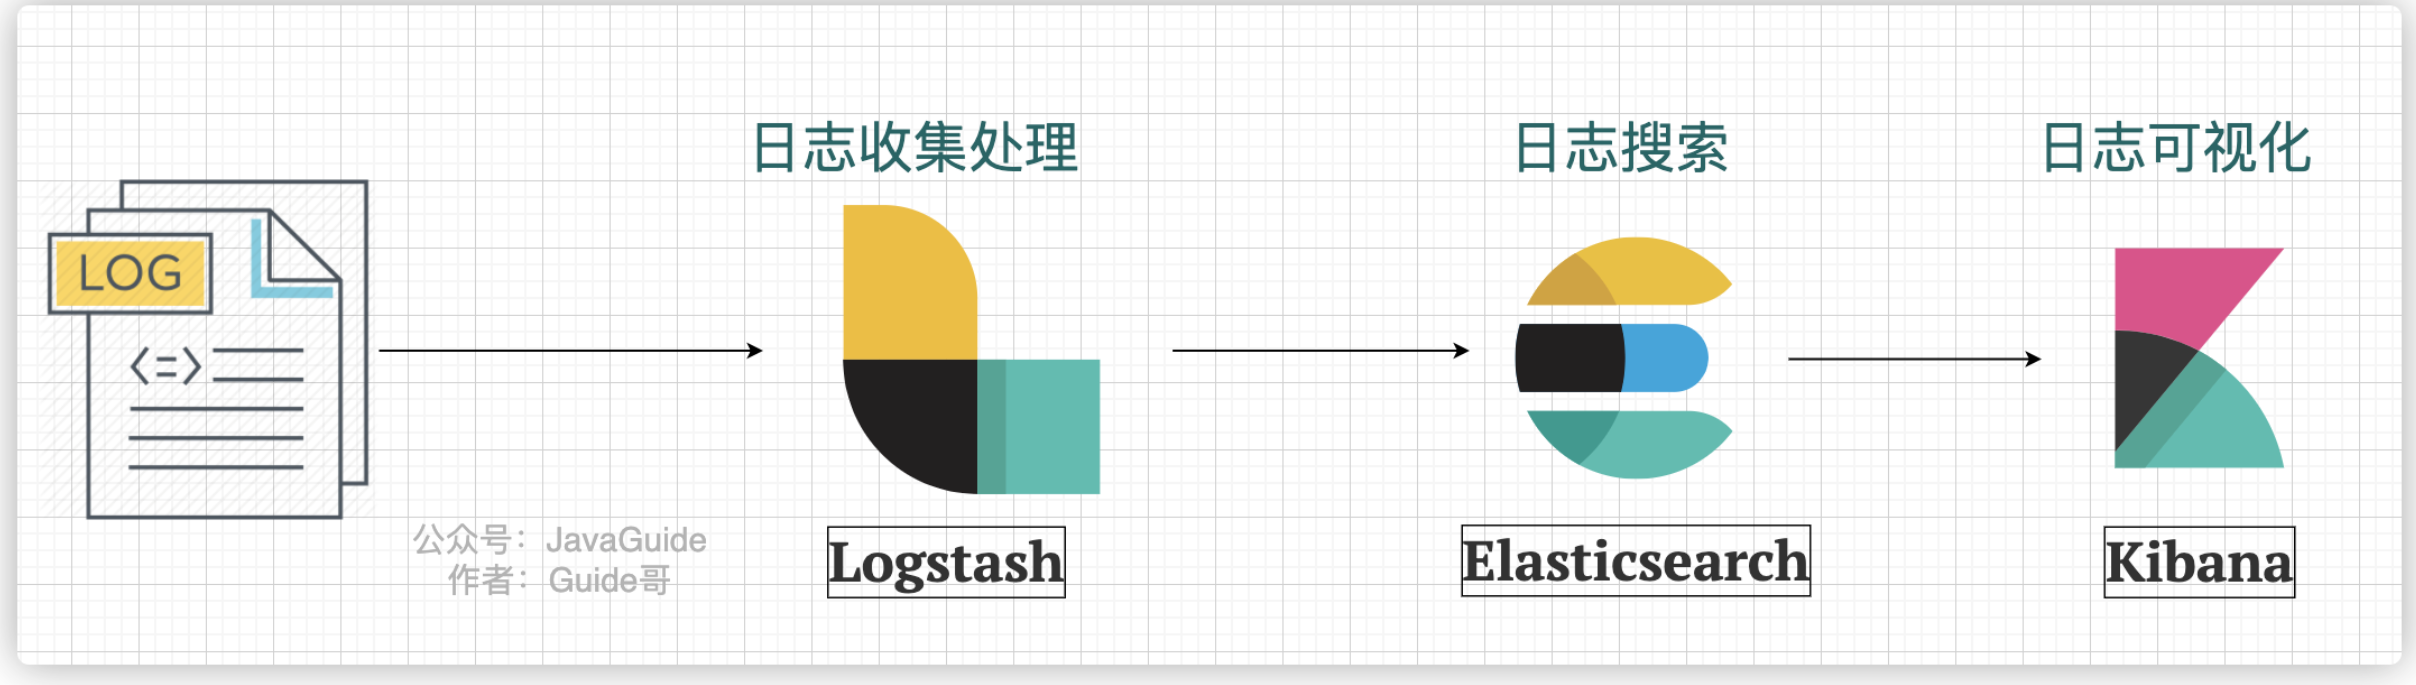 日志收集处理
日志搜索
日志可视化
LOG
<=>
公众号：JavaGuide
作者：Guide哥
Logstash
Elasticsearch
Kibana